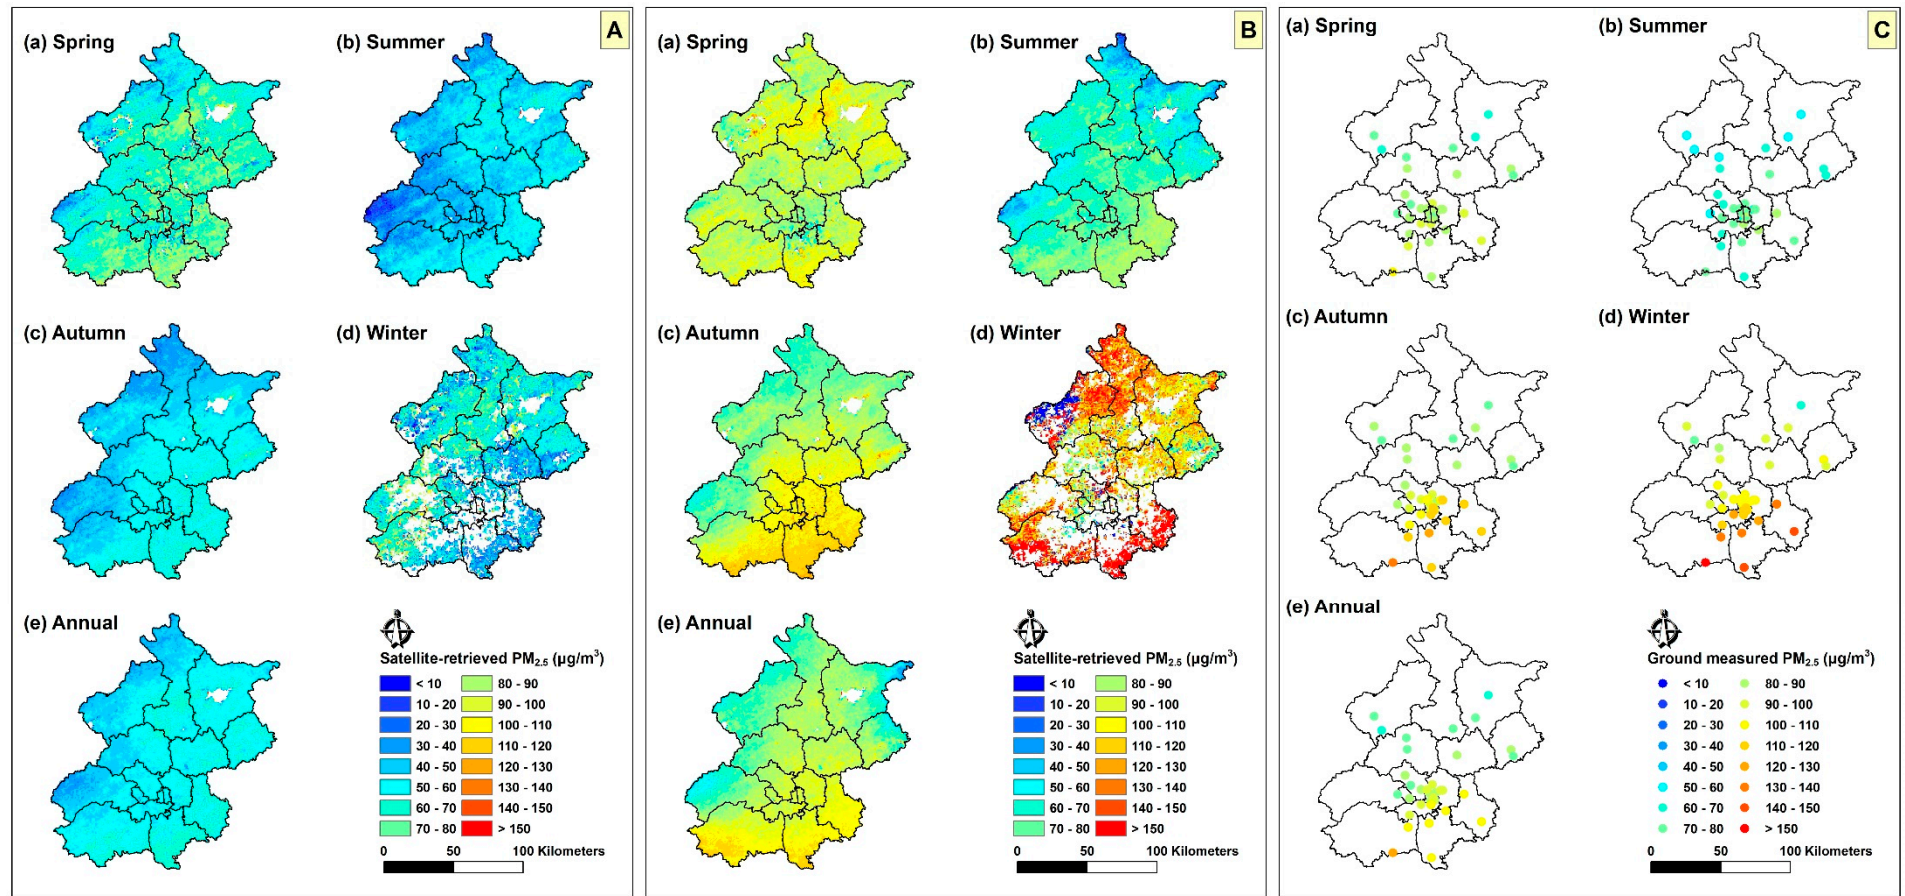 A
(a) Spring
(b) Summer
(c) Autumn
(d) Winter
(e) Annual
Satellite-retrieved PM2.5 (µg/m3)
< 10
10 - 20
20 - 30
30 - 40
40 - 50
50 - 60
60 - 70
70 - 80
80 - 90
90 - 100
100 - 110
110 - 120
120 - 130
130 - 140
140 - 150
> 150
0 50 100 Kilometers
B
(a) Spring
(b) Summer
(c) Autumn
(d) Winter
(e) Annual
Satellite-retrieved PM2.5 (µg/m3)
< 10
10 - 20
20 - 30
30 - 40
40 - 50
50 - 60
60 - 70
70 - 80
80 - 90
90 - 100
100 - 110
110 - 120
120 - 130
130 - 140
140 - 150
> 150
0 50 100 Kilometers
C
(a) Spring
(b) Summer
(c) Autumn
(d) Winter
(e) Annual
Ground measured PM2.5 (µg/m3)
< 10
10 - 20
20 - 30
30 - 40
40 - 50
50 - 60
60 - 70
70 - 80
80 - 90
90 - 100
100 - 110
110 - 120
120 - 130
130 - 140
140 - 150
> 150
0 50 100 Kilometers